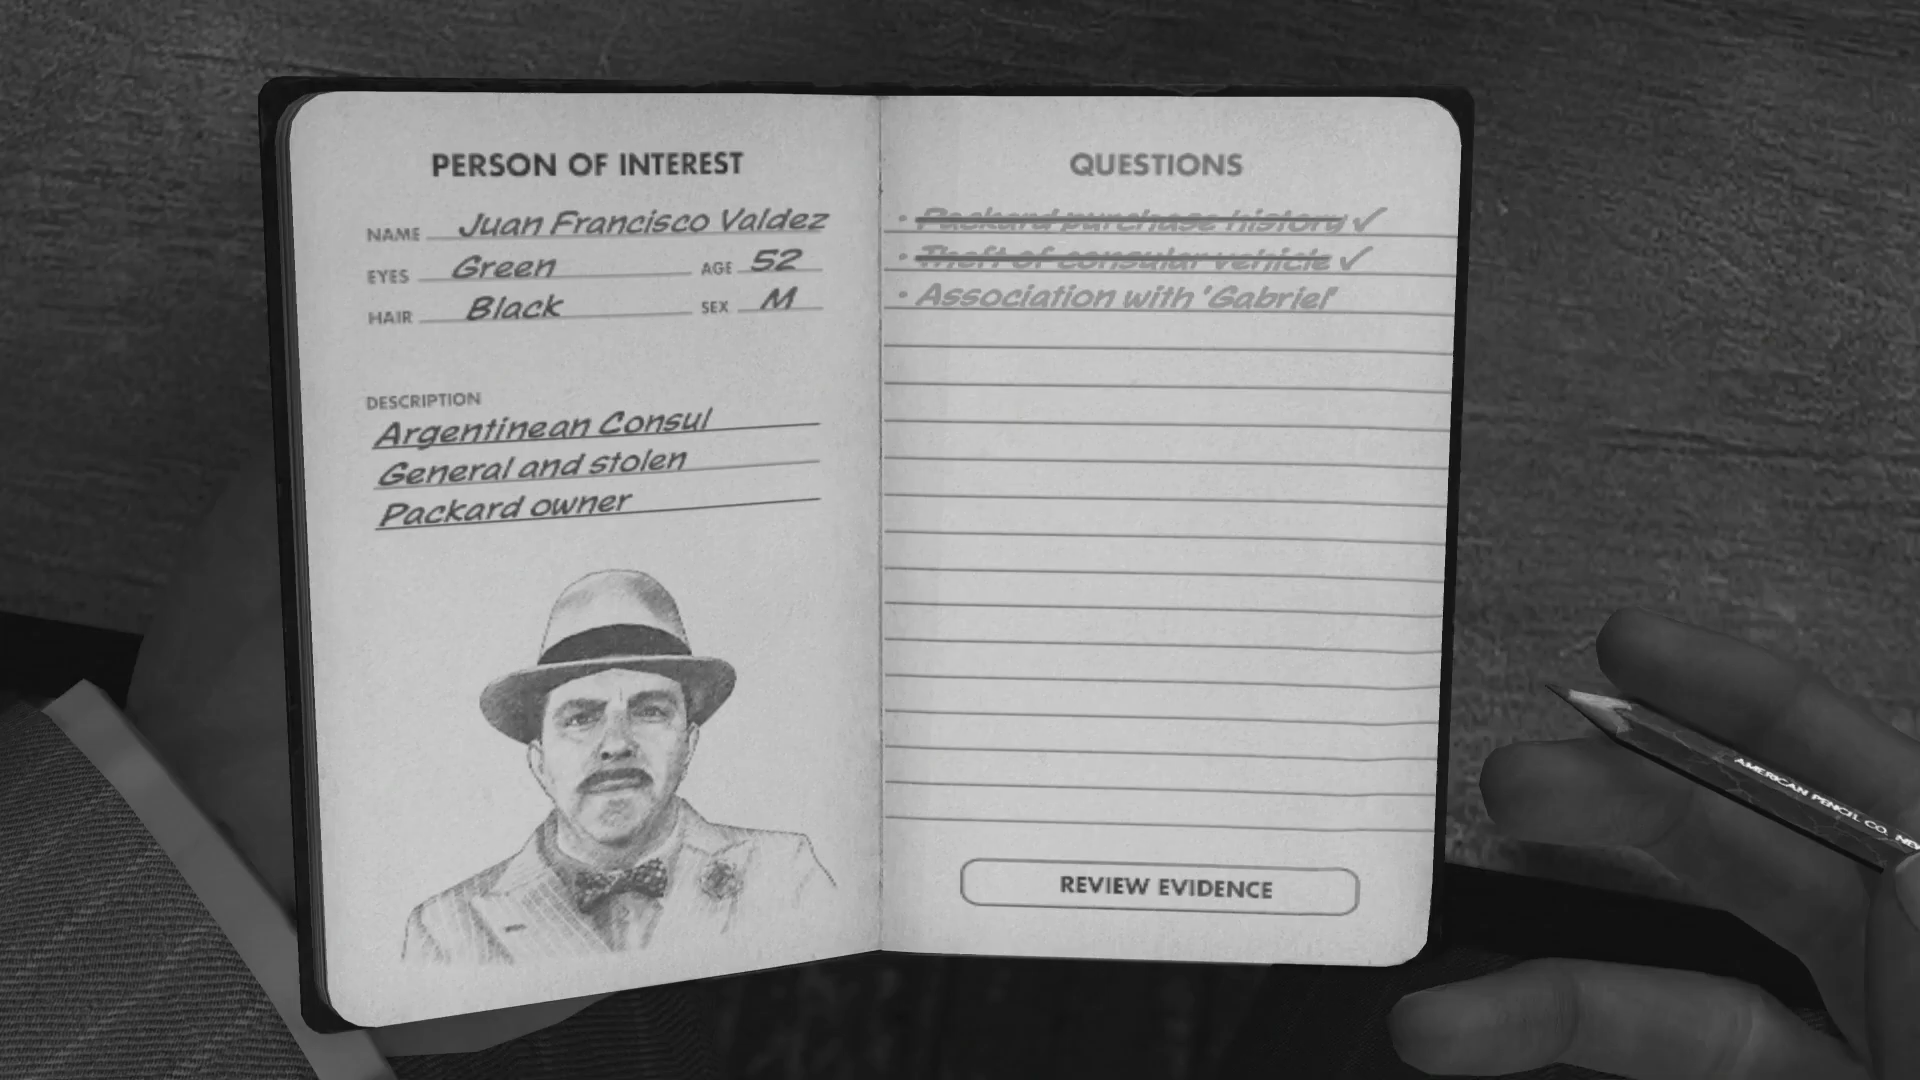 PERSON OF INTEREST
NAME Juan Francisco Valdez
EYES Green AGE 52
HAIR Black SEX M
DESCRIPTION
Argentinean Consul
General and stolen
Packard owner
QUESTIONS
• Packard purchase history ✓
• Theft of consular vehicle ✓
• Association with 'Gabriel'
REVIEW EVIDENCE
AMERICAN PENCIL CO.